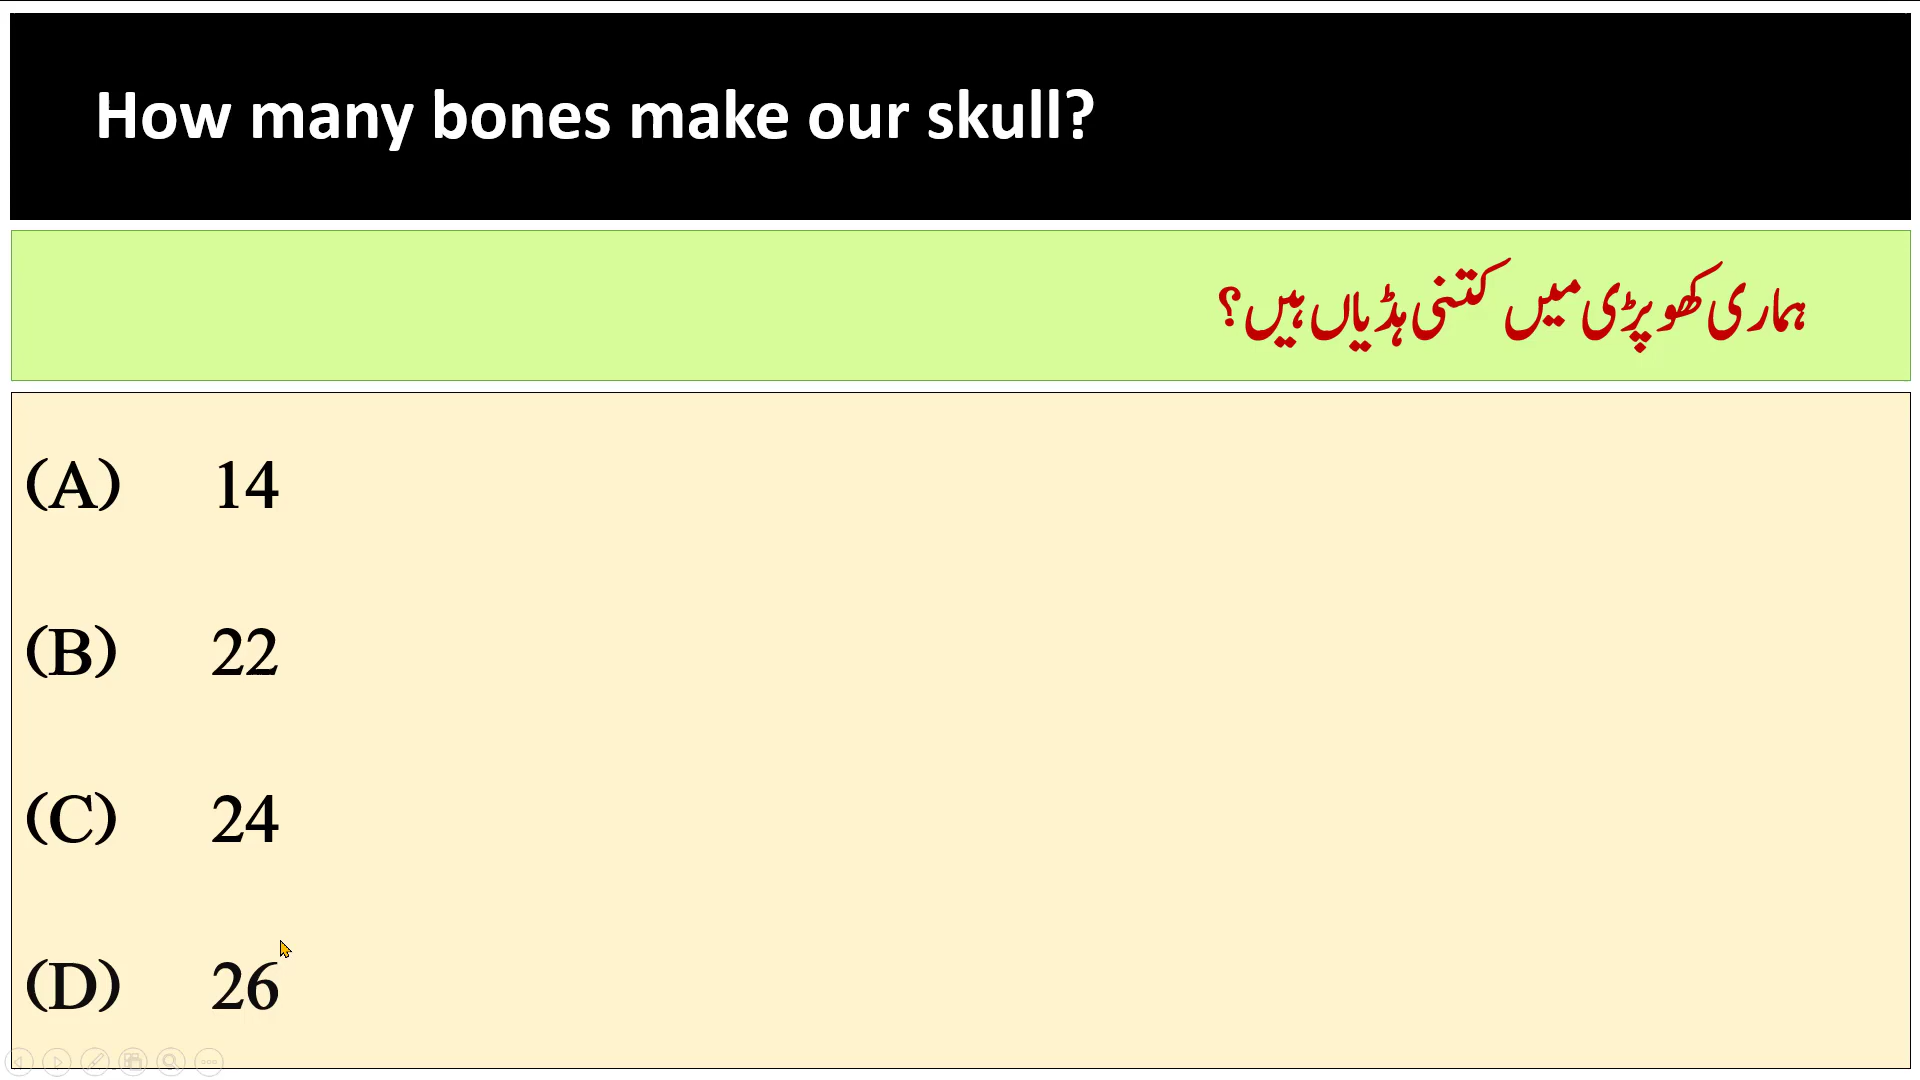 How many bones make our skull?
ہماری کھوپڑی میں کتنی ہڈیاں ہیں؟
(A) 14
(B) 22
(C) 24
(D) 26